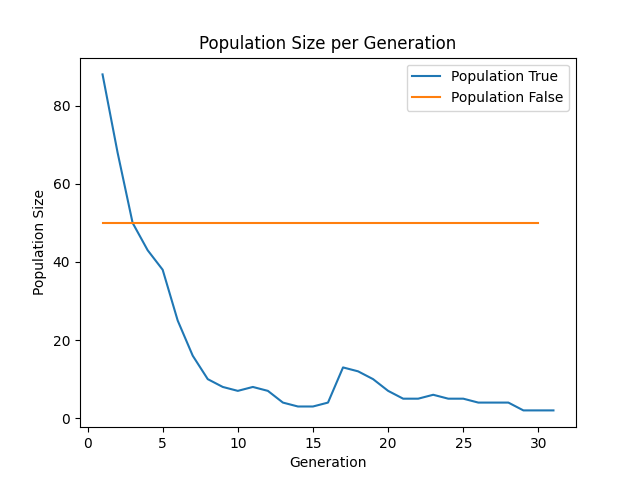 Population Size per Generation
Population True
Population False
Population Size
80
60
40
20
0
0 5 10 15 20 25 30
Generation